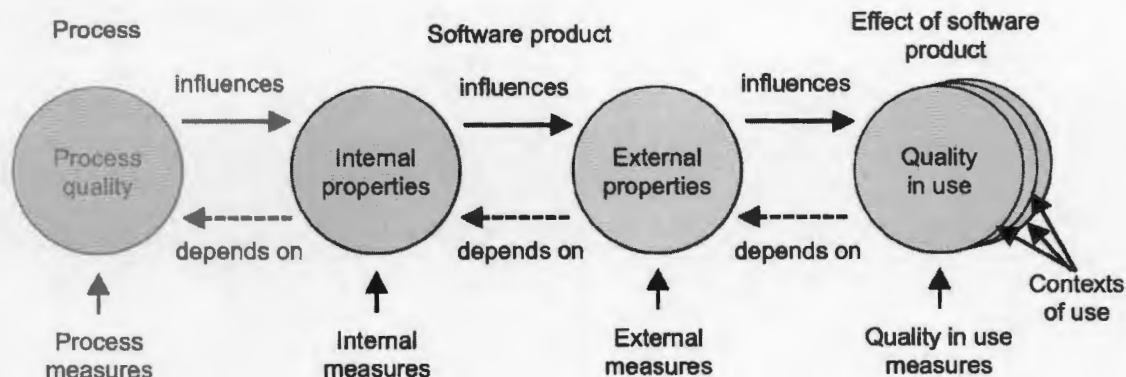 Process
Software product
Effect of software
product
influences
influences
influences
Process
quality
Internal
properties
External
properties
Quality
in use
depends on
depends on
depends on
Contexts
of use
Process
measures
Internal
measures
External
measures
Quality in use
measures